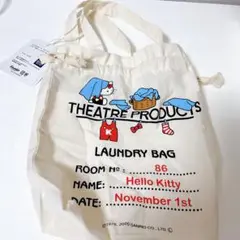 THEATRE PRODUCTS
K
LAUNDRY BAG
ROOM NO: 86
NAME: Hello Kitty
DATE: November 1st